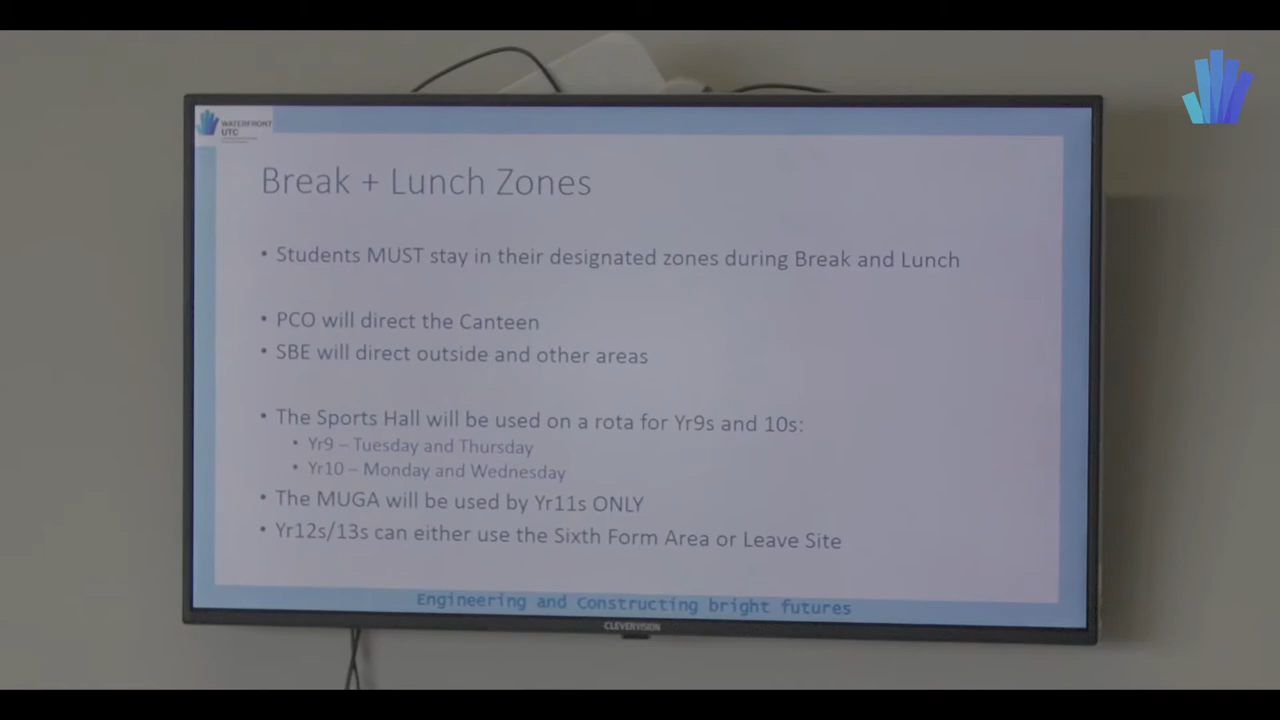 WATERFRONT
UTC
Break + Lunch Zones
• Students MUST stay in their designated zones during Break and Lunch
• PCO will direct the Canteen
• SBE will direct outside and other areas
• The Sports Hall will be used on a rota for Yr9s and 10s:
• Yr9 – Tuesday and Thursday
• Yr10 – Monday and Wednesday
• The MUGA will be used by Yr11s ONLY
• Yr12s/13s can either use the Sixth Form Area or Leave Site
Engineering and Constructing bright futures
CLEVERVISION